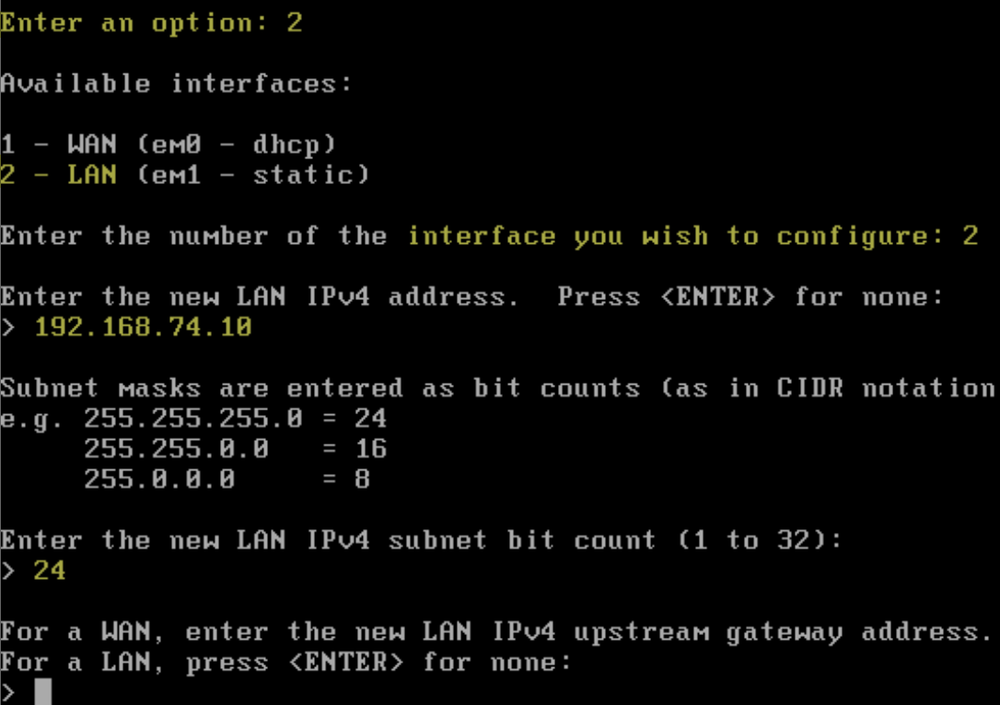 Enter an option: 2
Available interfaces:
1 - WAN (em0 - dhcp)
2 - LAN (em1 - static)
Enter the number of the interface you wish to configure: 2
Enter the new LAN IPv4 address.  Press <ENTER> for none:
> 192.168.74.10
Subnet masks are entered as bit counts (as in CIDR notation
e.g. 255.255.255.0 = 24
     255.255.0.0   = 16
     255.0.0.0     = 8
Enter the new LAN IPv4 subnet bit count (1 to 32):
> 24
For a WAN, enter the new LAN IPv4 upstream gateway address.
For a LAN, press <ENTER> for none:
>